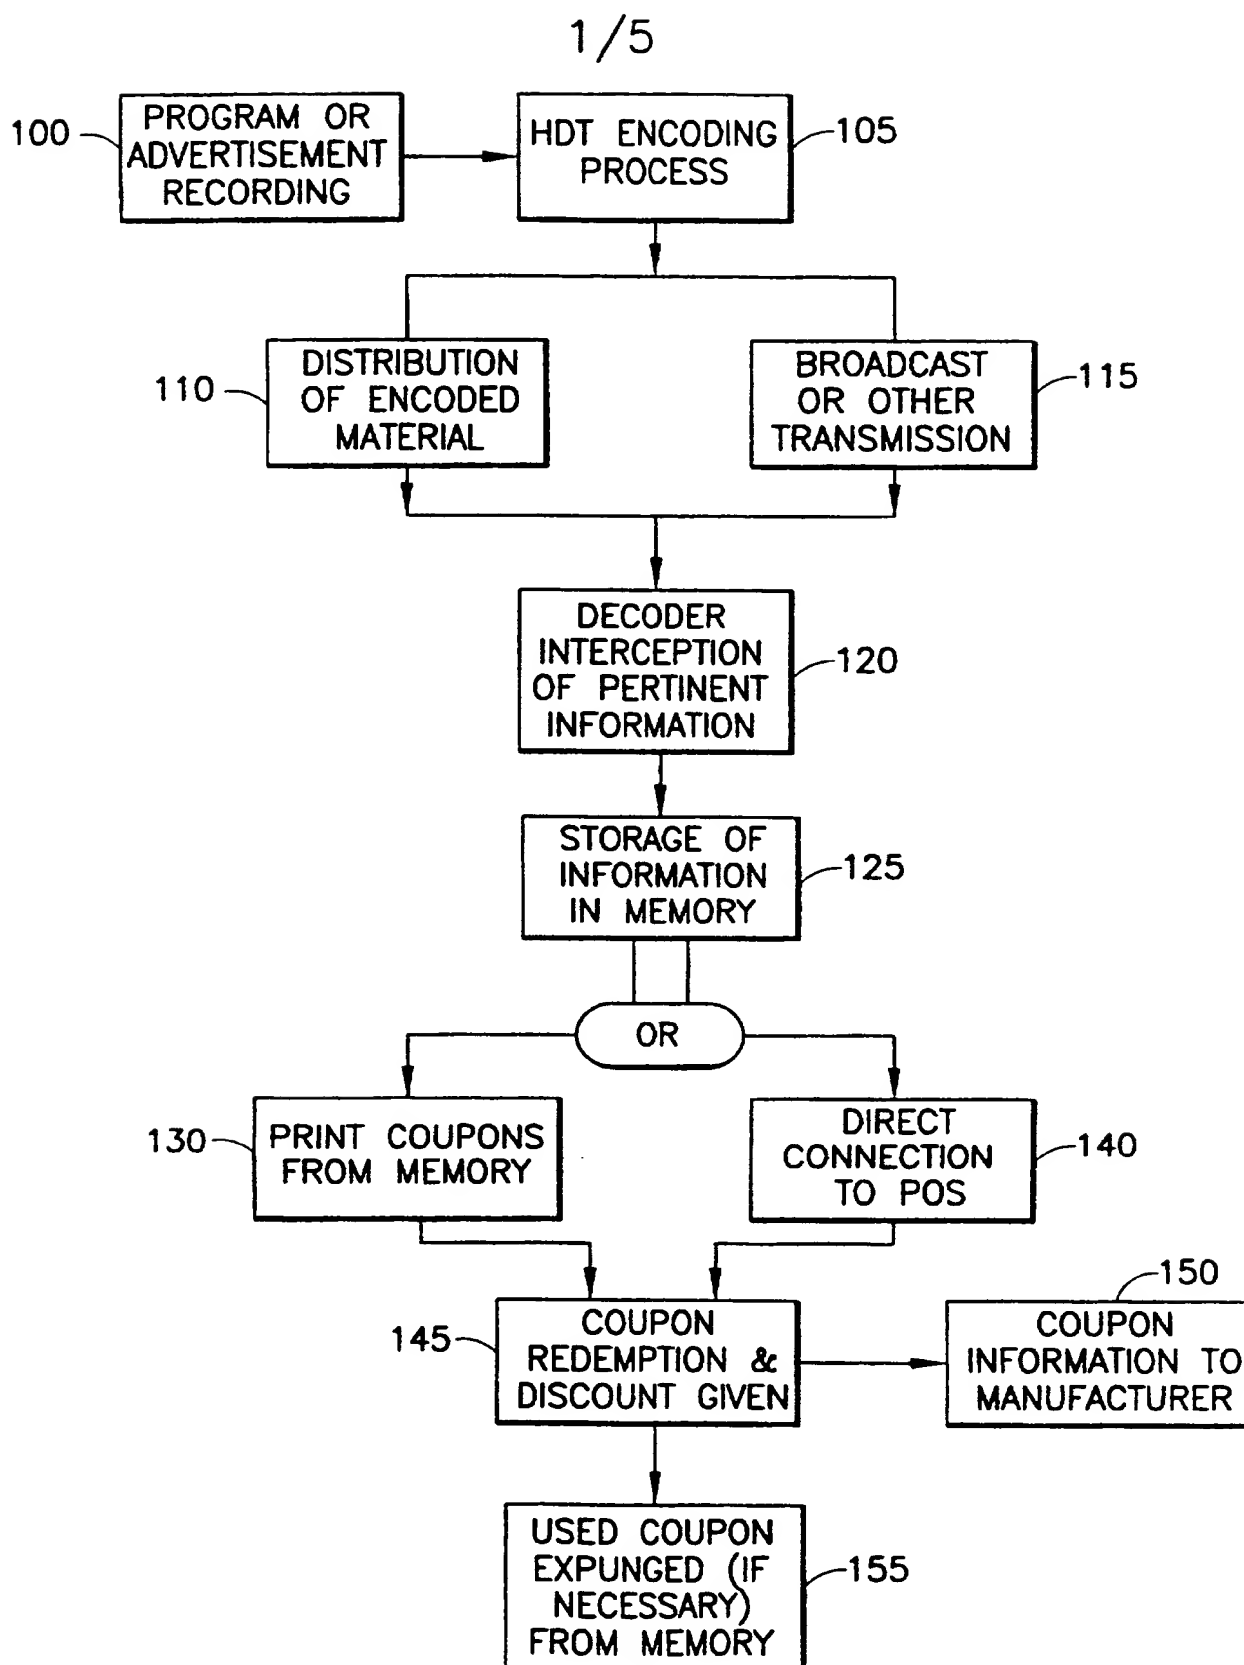 1/5
100
PROGRAM OR
ADVERTISEMENT
RECORDING
HDT ENCODING
PROCESS
105
110
DISTRIBUTION
OF ENCODED
MATERIAL
BROADCAST
OR OTHER
TRANSMISSION
115
DECODER
INTERCEPTION
OF PERTINENT
INFORMATION
120
STORAGE OF
INFORMATION
IN MEMORY
125
OR
130
PRINT COUPONS
FROM MEMORY
DIRECT
CONNECTION
TO POS
140
145
COUPON
REDEMPTION &
DISCOUNT GIVEN
150
COUPON
INFORMATION TO
MANUFACTURER
USED COUPON
EXPUNGED (IF
NECESSARY)
FROM MEMORY
155